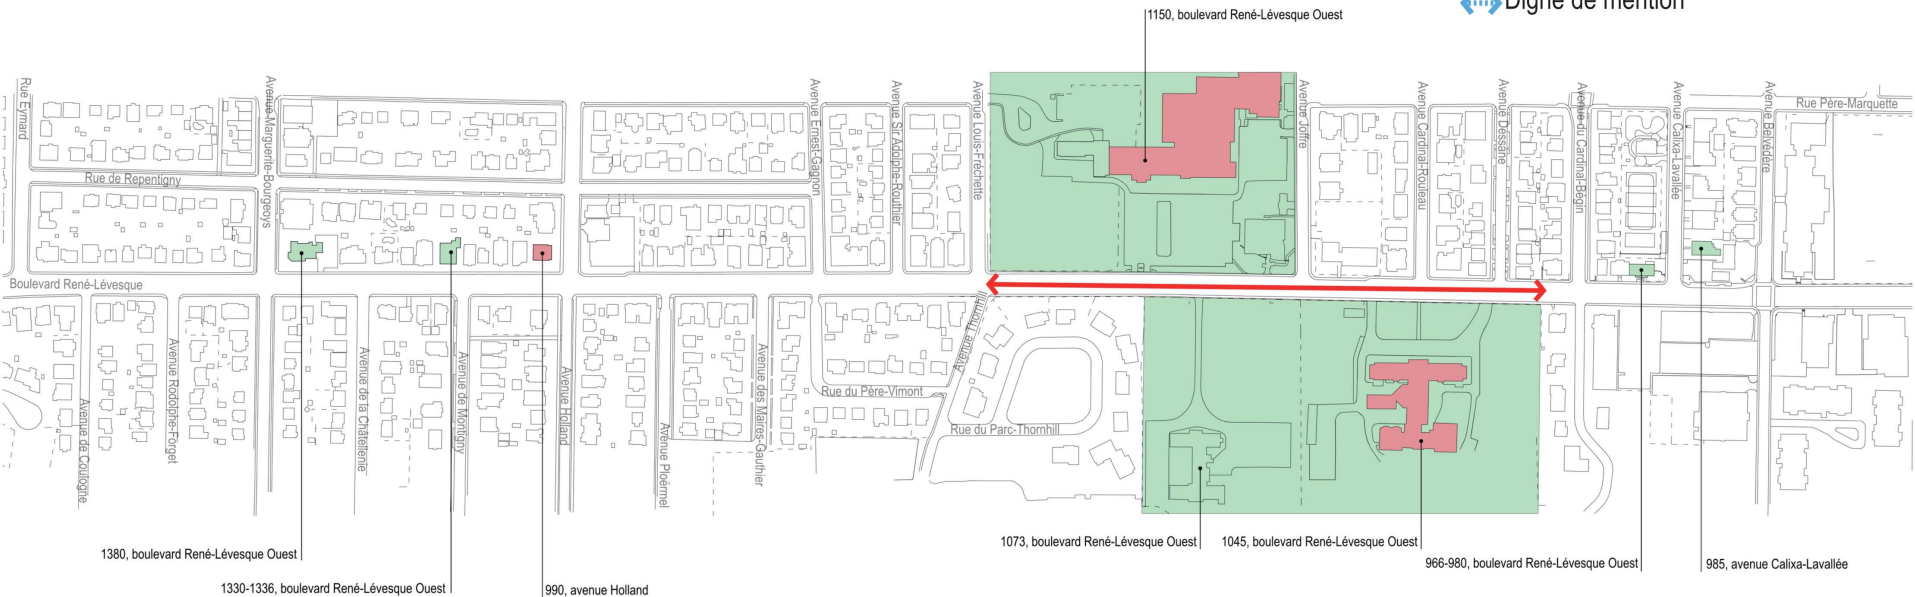 Digne de mention
1150, boulevard René-Lévesque Ouest
Rue Eymard
Avenue Marguerite-Bourgeoys
Avenue Ernest-Gagnon
Avenue Sir-Adolphe-Routhier
Avenue Louis-Fréchette
Avenue Joffre
Avenue Cardinal-Rouleau
Avenue Dessane
Avenue du Cardinal-Bégin
Avenue Calixa-Lavallée
Avenue Belvédère
Rue Père-Marquette
Rue de Repentigny
Boulevard René-Lévesque
Avenue de Coulogne
Avenue Rodolphe-Forget
Avenue de la Châtellenie
Avenue de Montigny
Avenue Holland
Avenue Ploërmel
Avenue des Maires-Gauthier
Rue du Père-Vimont
Avenue Thornhill
Rue du Parc-Thornhill
1380, boulevard René-Lévesque Ouest
1330-1336, boulevard René-Lévesque Ouest
990, avenue Holland
1073, boulevard René-Lévesque Ouest
1045, boulevard René-Lévesque Ouest
966-980, boulevard René-Lévesque Ouest
985, avenue Calixa-Lavallée